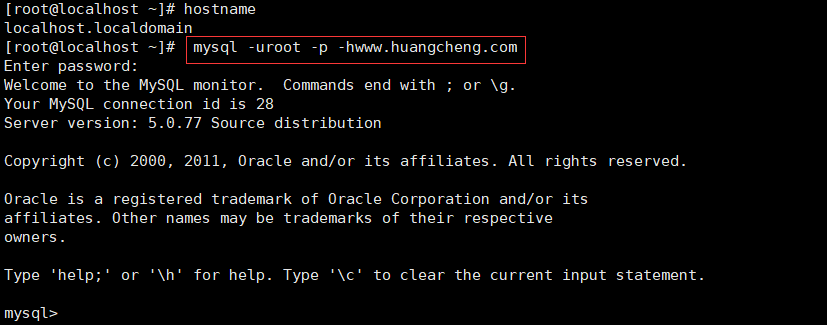 [root@localhost ~]# hostname
localhost.localdomain
[root@localhost ~]# mysql -uroot -p -hwww.huangcheng.com
Enter password:
Welcome to the MySQL monitor.  Commands end with ; or \g.
Your MySQL connection id is 28
Server version: 5.0.77 Source distribution

Copyright (c) 2000, 2011, Oracle and/or its affiliates. All rights reserved.

Oracle is a registered trademark of Oracle Corporation and/or its
affiliates. Other names may be trademarks of their respective
owners.

Type 'help;' or '\h' for help. Type '\c' to clear the current input statement.

mysql>